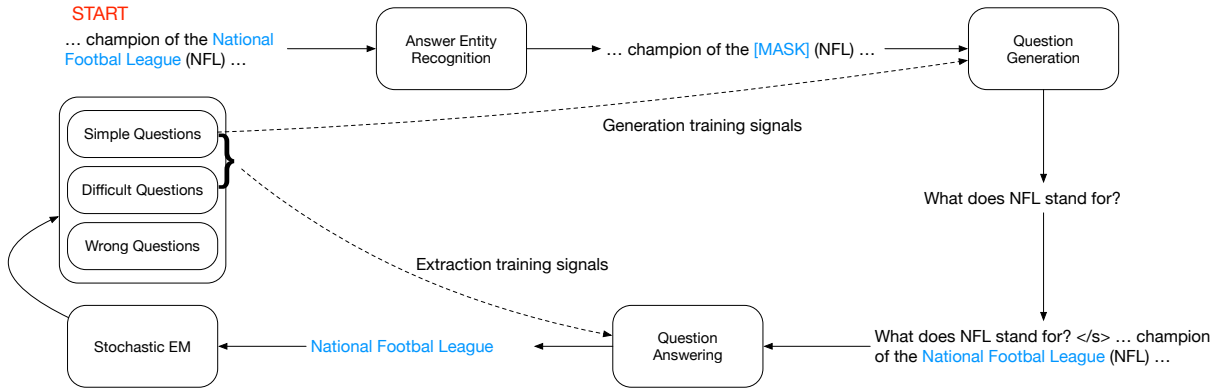 START
… champion of the National
Footbal League (NFL) …
Answer Entity
Recognition
… champion of the [MASK] (NFL) …
Question
Generation
Simple Questions
Difficult Questions
Wrong Questions
Generation training signals
What does NFL stand for?
Extraction training signals
Stochastic EM
National Footbal League
Question
Answering
What does NFL stand for? </s> … champion
of the National Footbal League (NFL) …
}